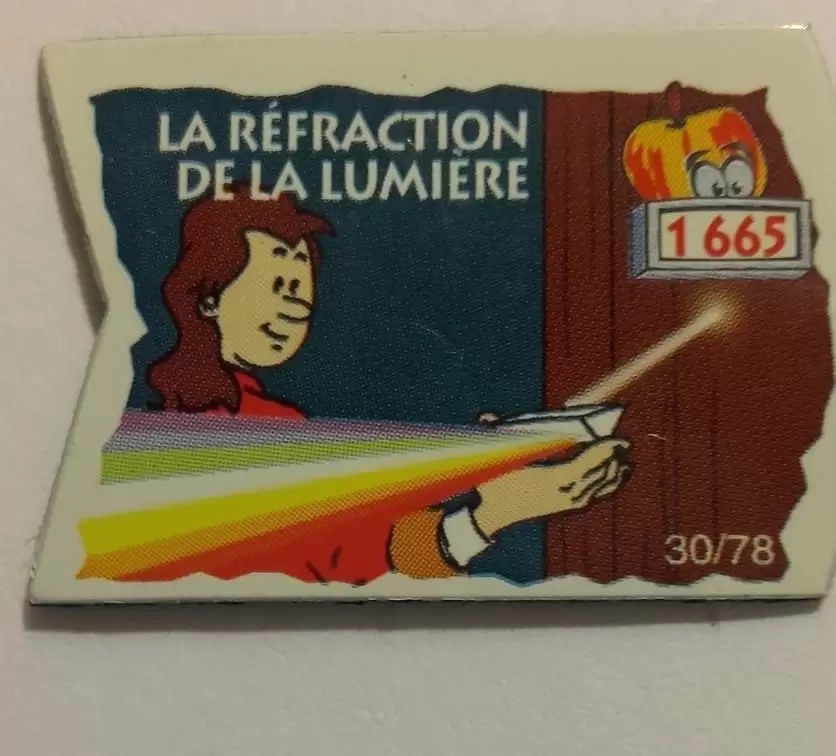 LA RÉFRACTION
DE LA LUMIÈRE
1 665
30/78